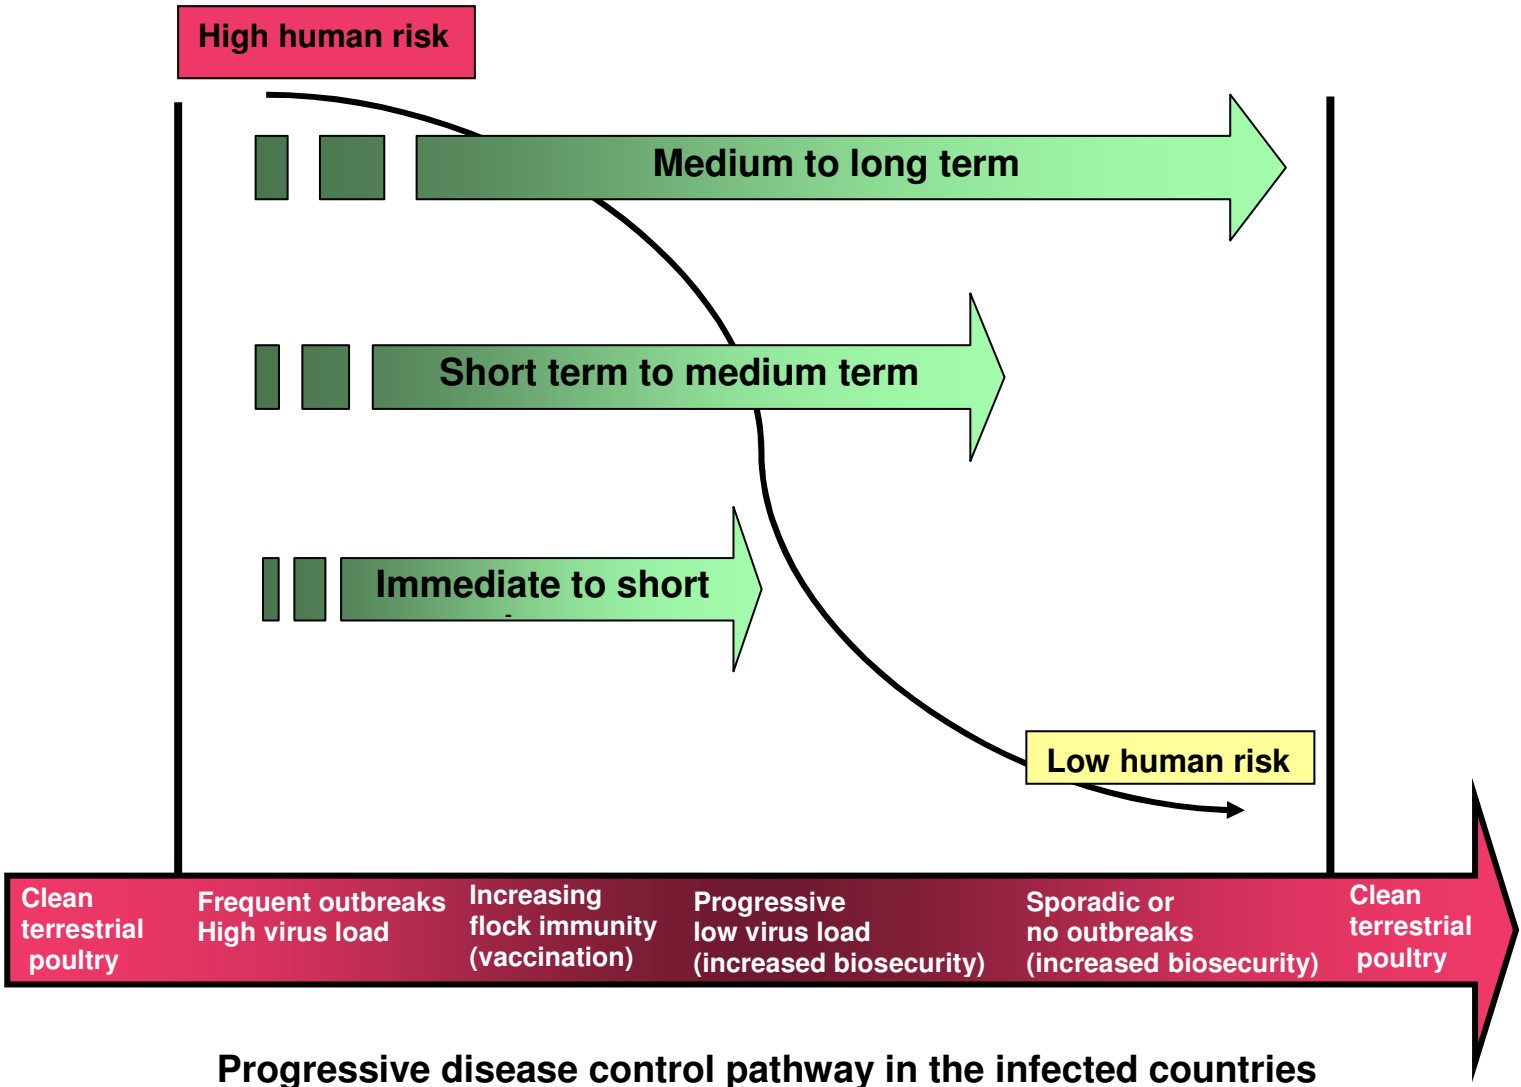 High human risk
Medium to long term
Short term to medium term
Immediate to short
Low human risk
Clean
terrestrial
poultry
Frequent outbreaks
High virus load
Increasing
flock immunity
(vaccination)
Progressive
low virus load
(increased biosecurity)
Sporadic or
no outbreaks
(increased biosecurity)
Clean
terrestrial
poultry
Progressive disease control pathway in the infected countries